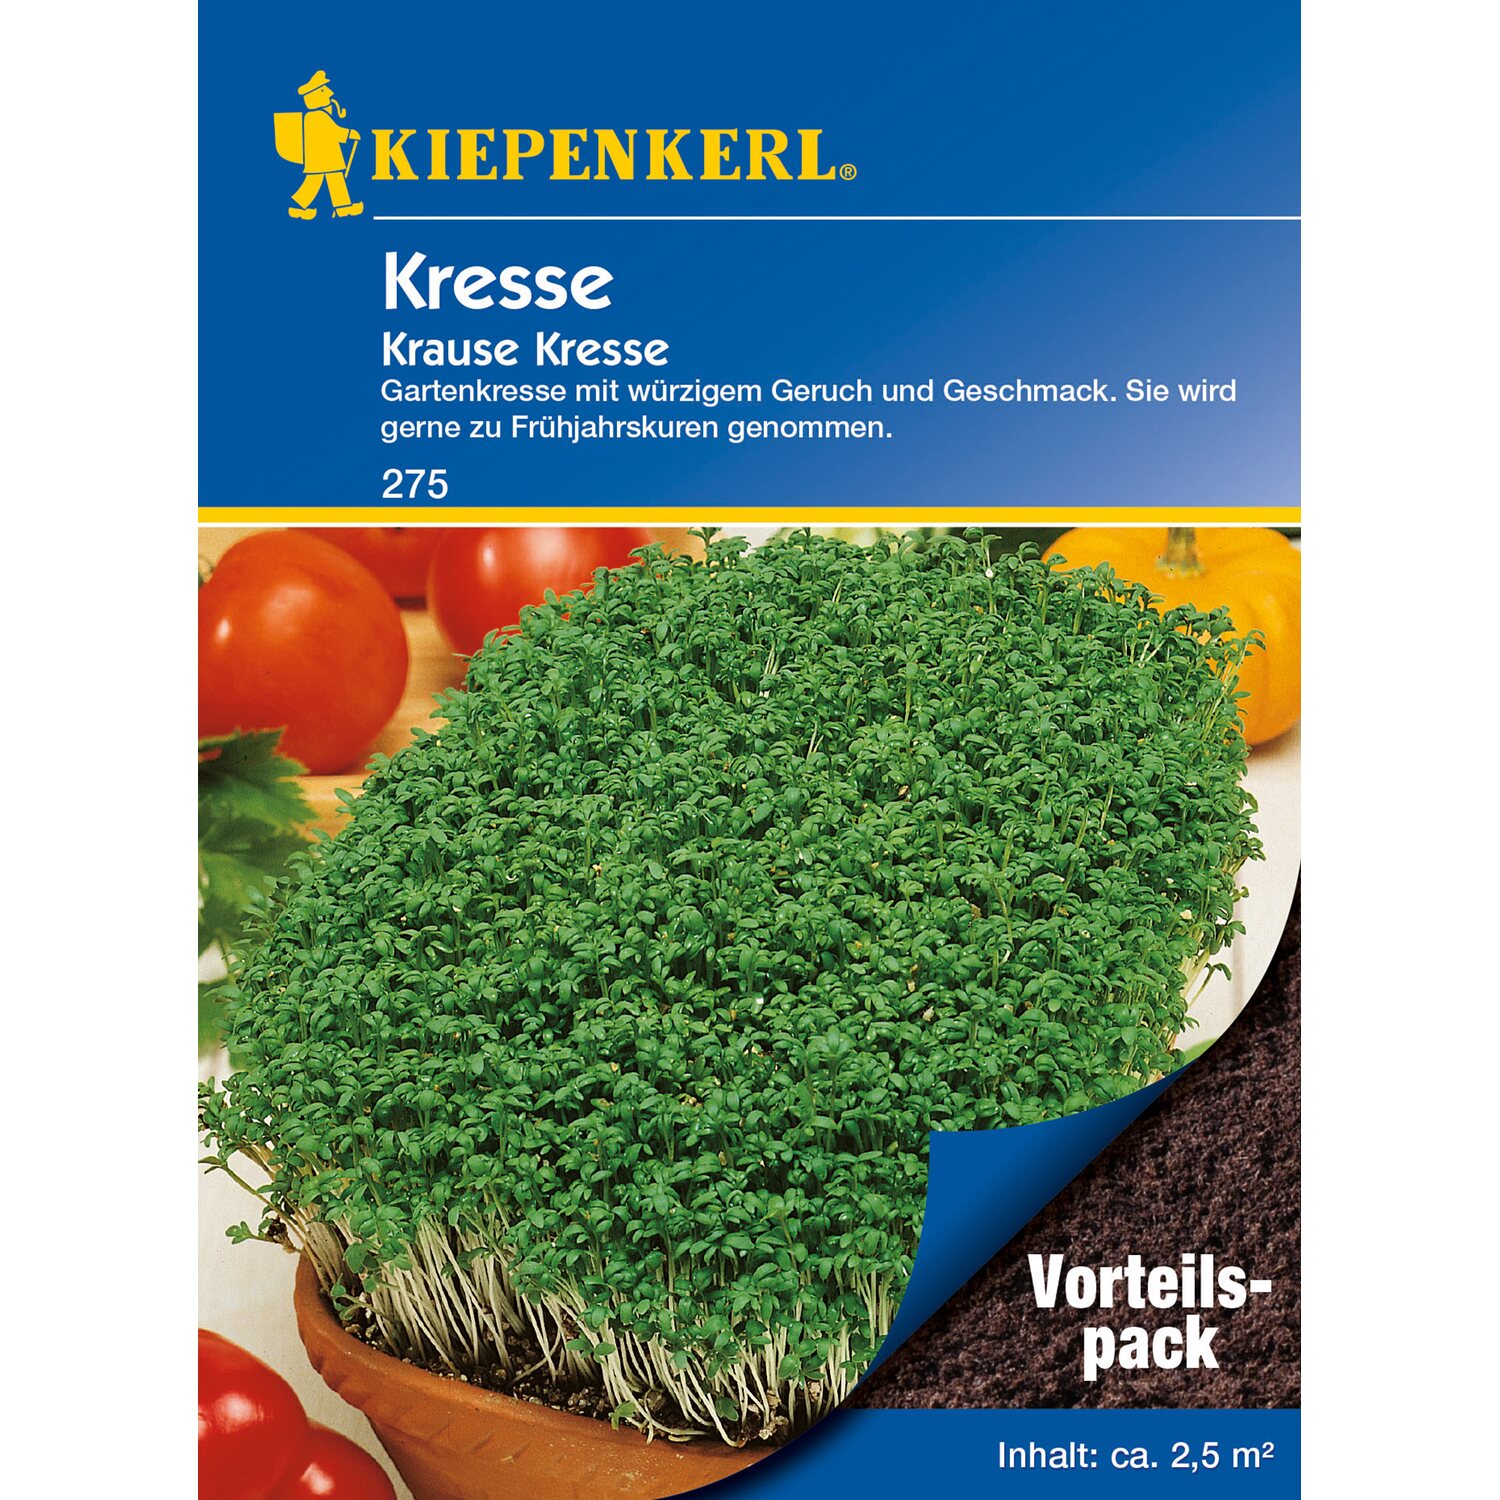 KIEPENKERL®
Kresse
Krause Kresse
Gartenkresse mit würzigem Geruch und Geschmack. Sie wird
gerne zu Frühjahrskuren genommen.
275
Vorteils-
pack
Inhalt: ca. 2,5 m²